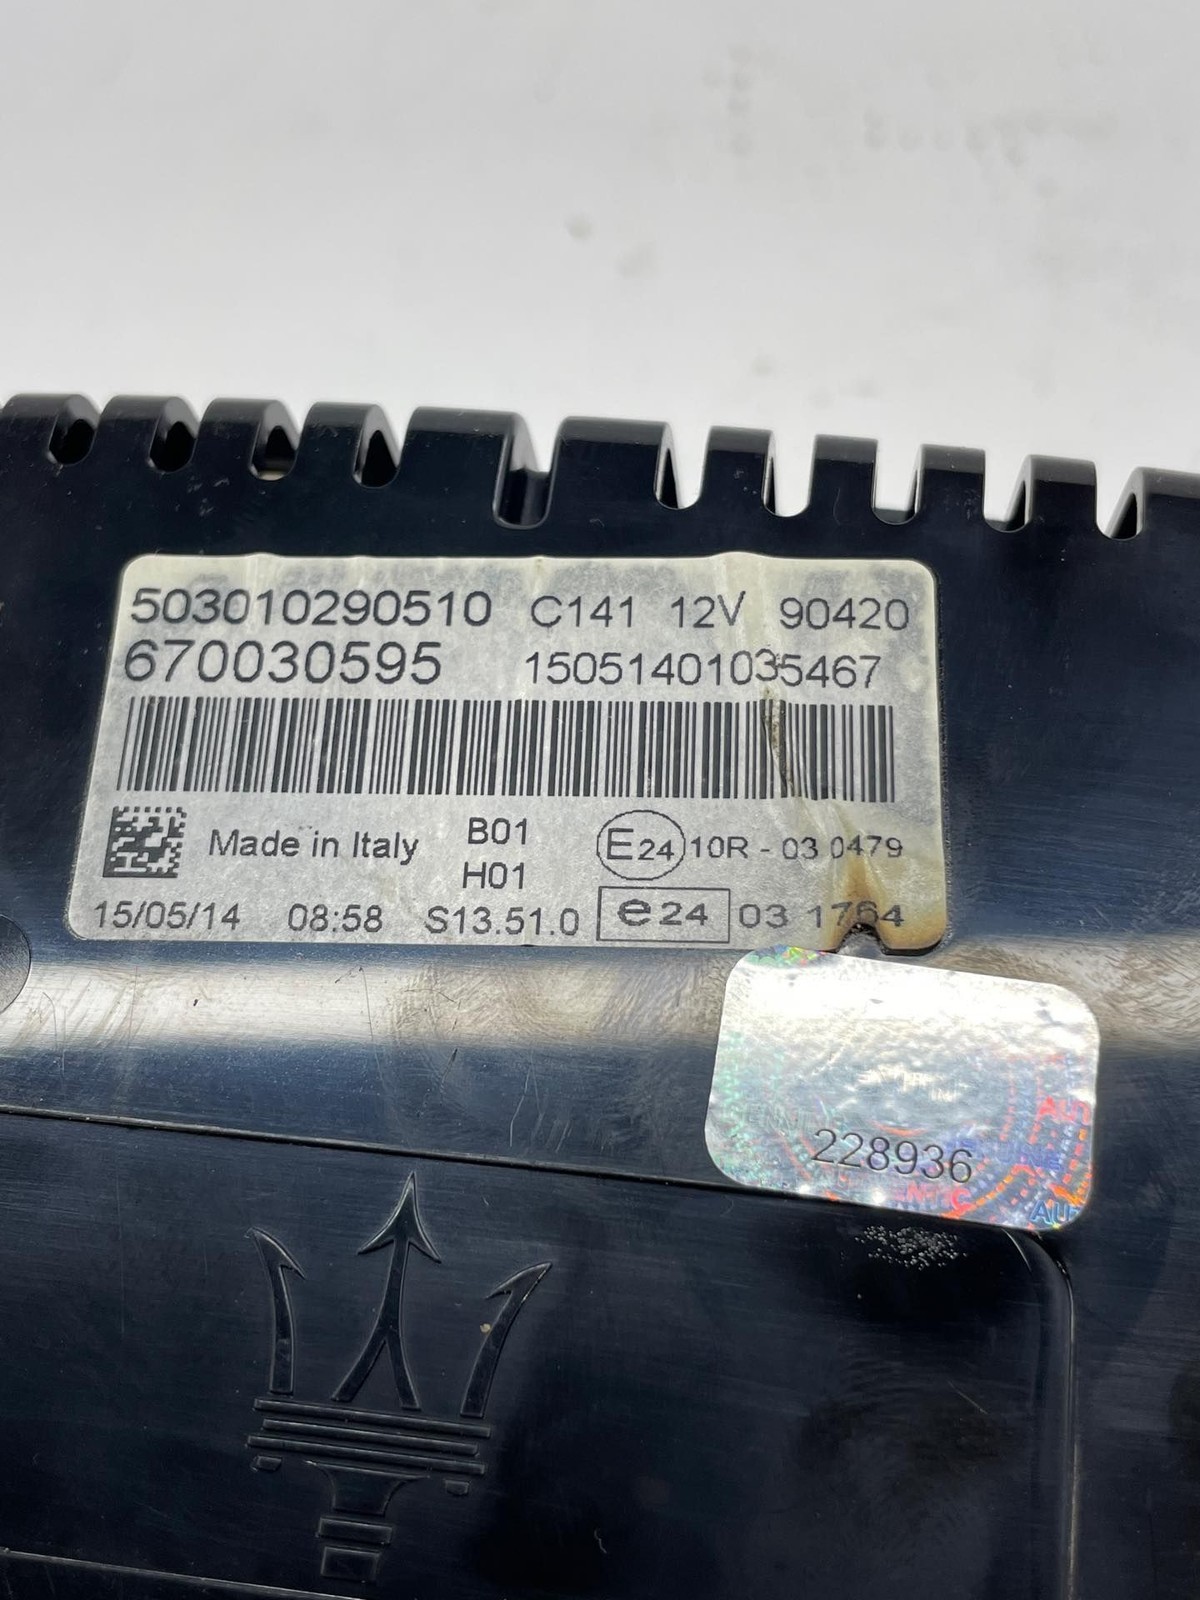 503010290510 C141 12V 90420
670030595 15051401035467
Made in Italy B01 E24 10R - 03 0479
H01
15/05/14 08:58 S13.51.0 e24 03 1764
228936
AU